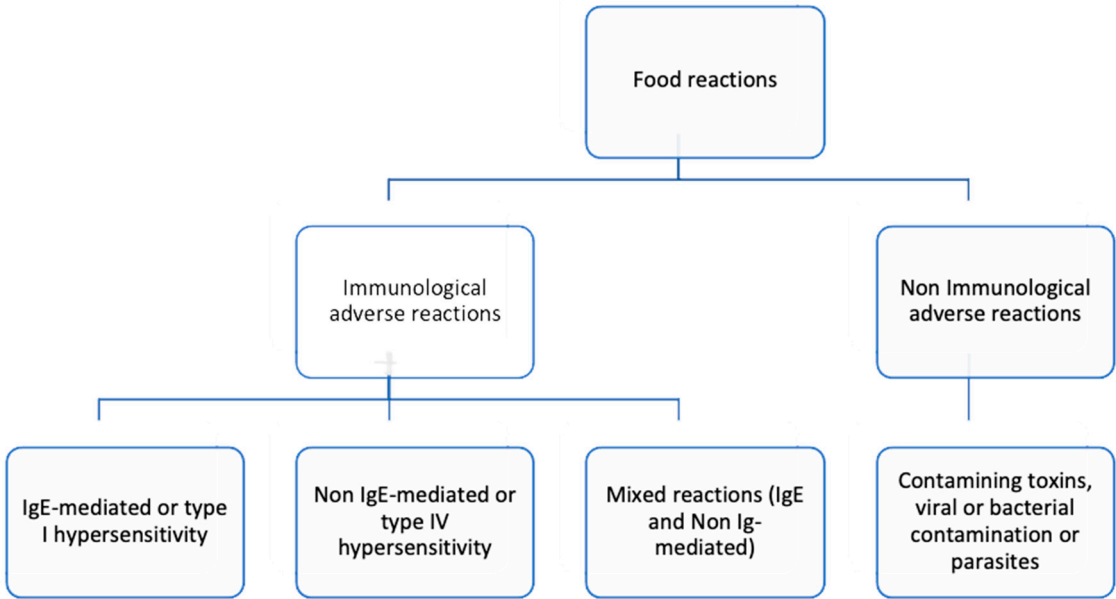 Food reactions
Immunological
adverse reactions
Non Immunological
adverse reactions
IgE-mediated or type
I hypersensitivity
Non IgE-mediated or
type IV
hypersensitivity
Mixed reactions (IgE
and Non Ig-
mediated)
Contamining toxins,
viral or bacterial
contamination or
parasites